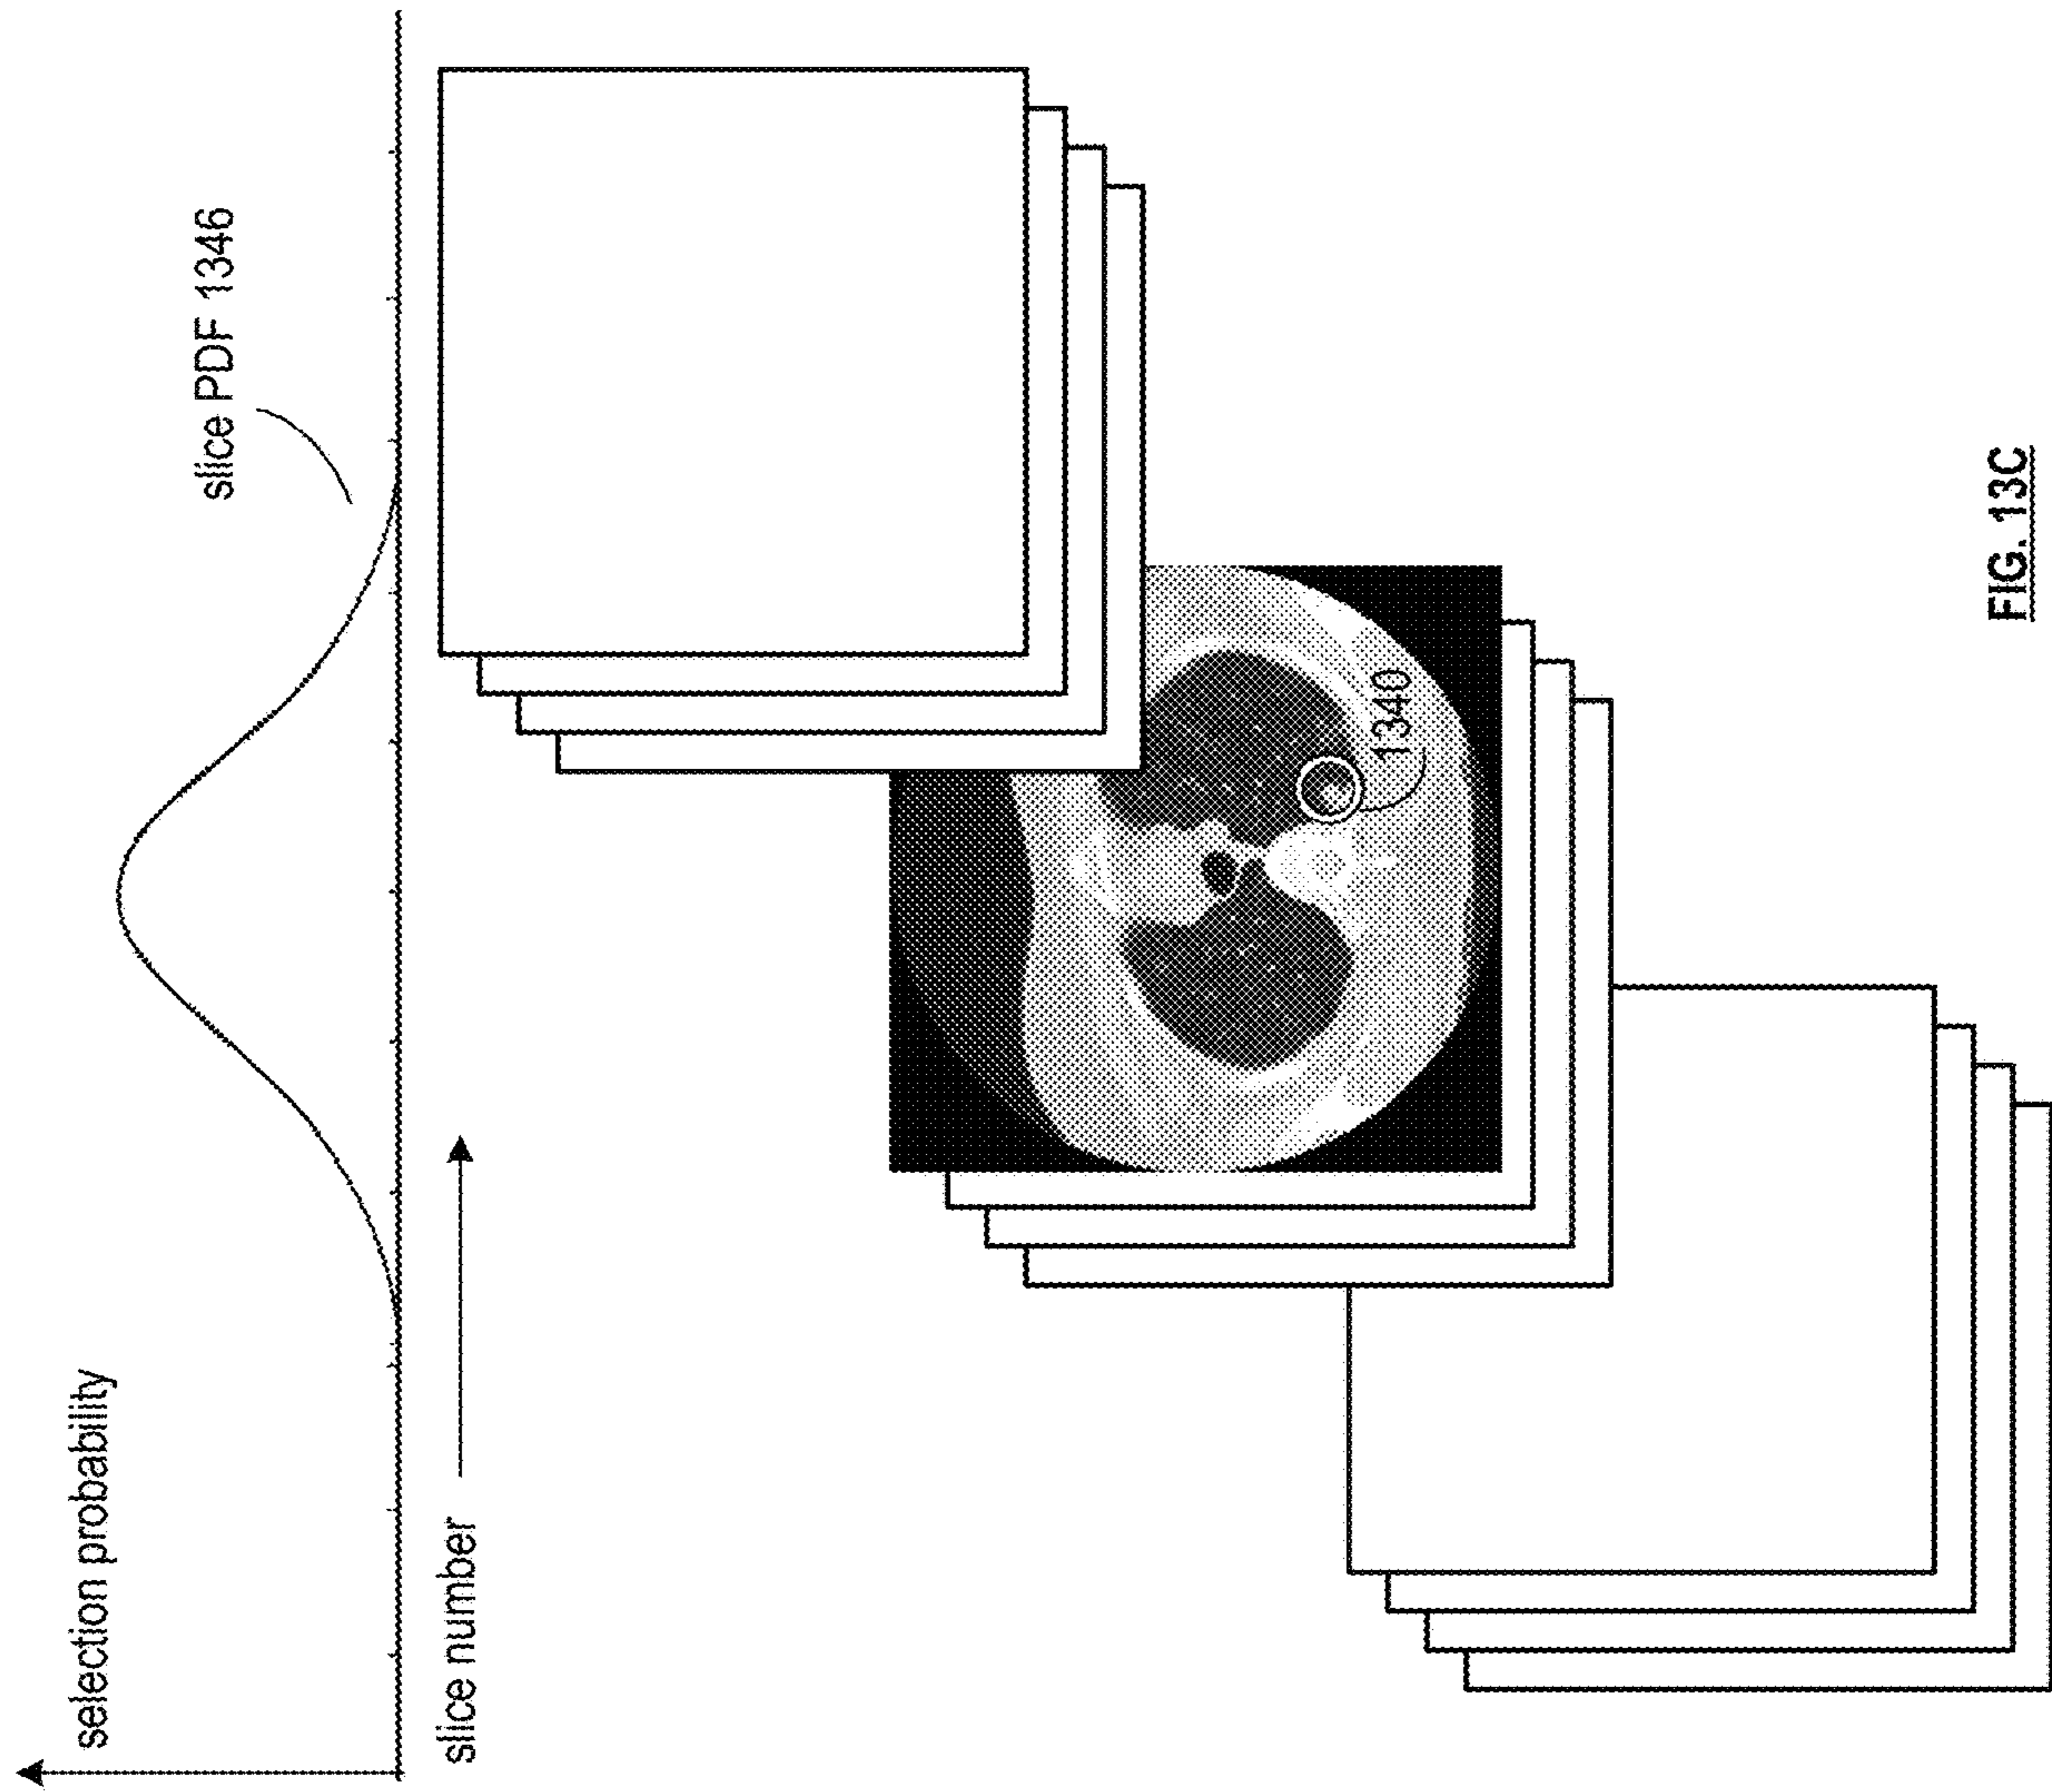 selection probability
slice PDF 1346
slice number
1340
FIG. 13C